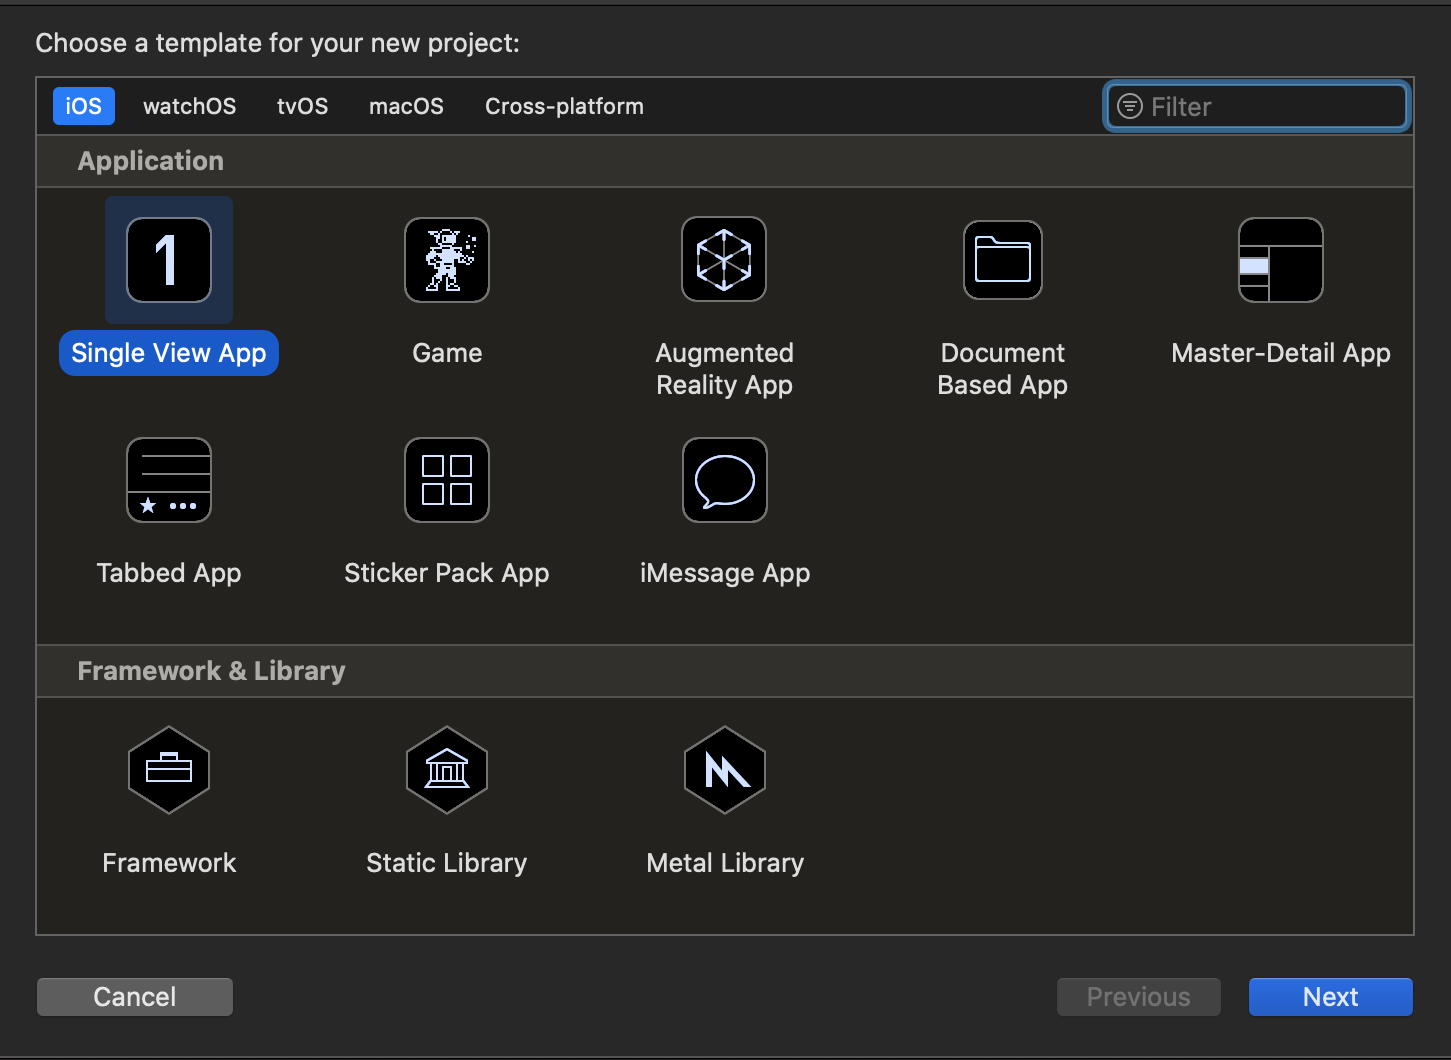 Choose a template for your new project:
iOS watchOS tvOS macOS Cross-platform Filter
Application
1
Single View App Game Augmented Document Master-Detail App
Reality App Based App
Tabbed App Sticker Pack App iMessage App
Framework & Library
Framework Static Library Metal Library
Cancel Previous Next